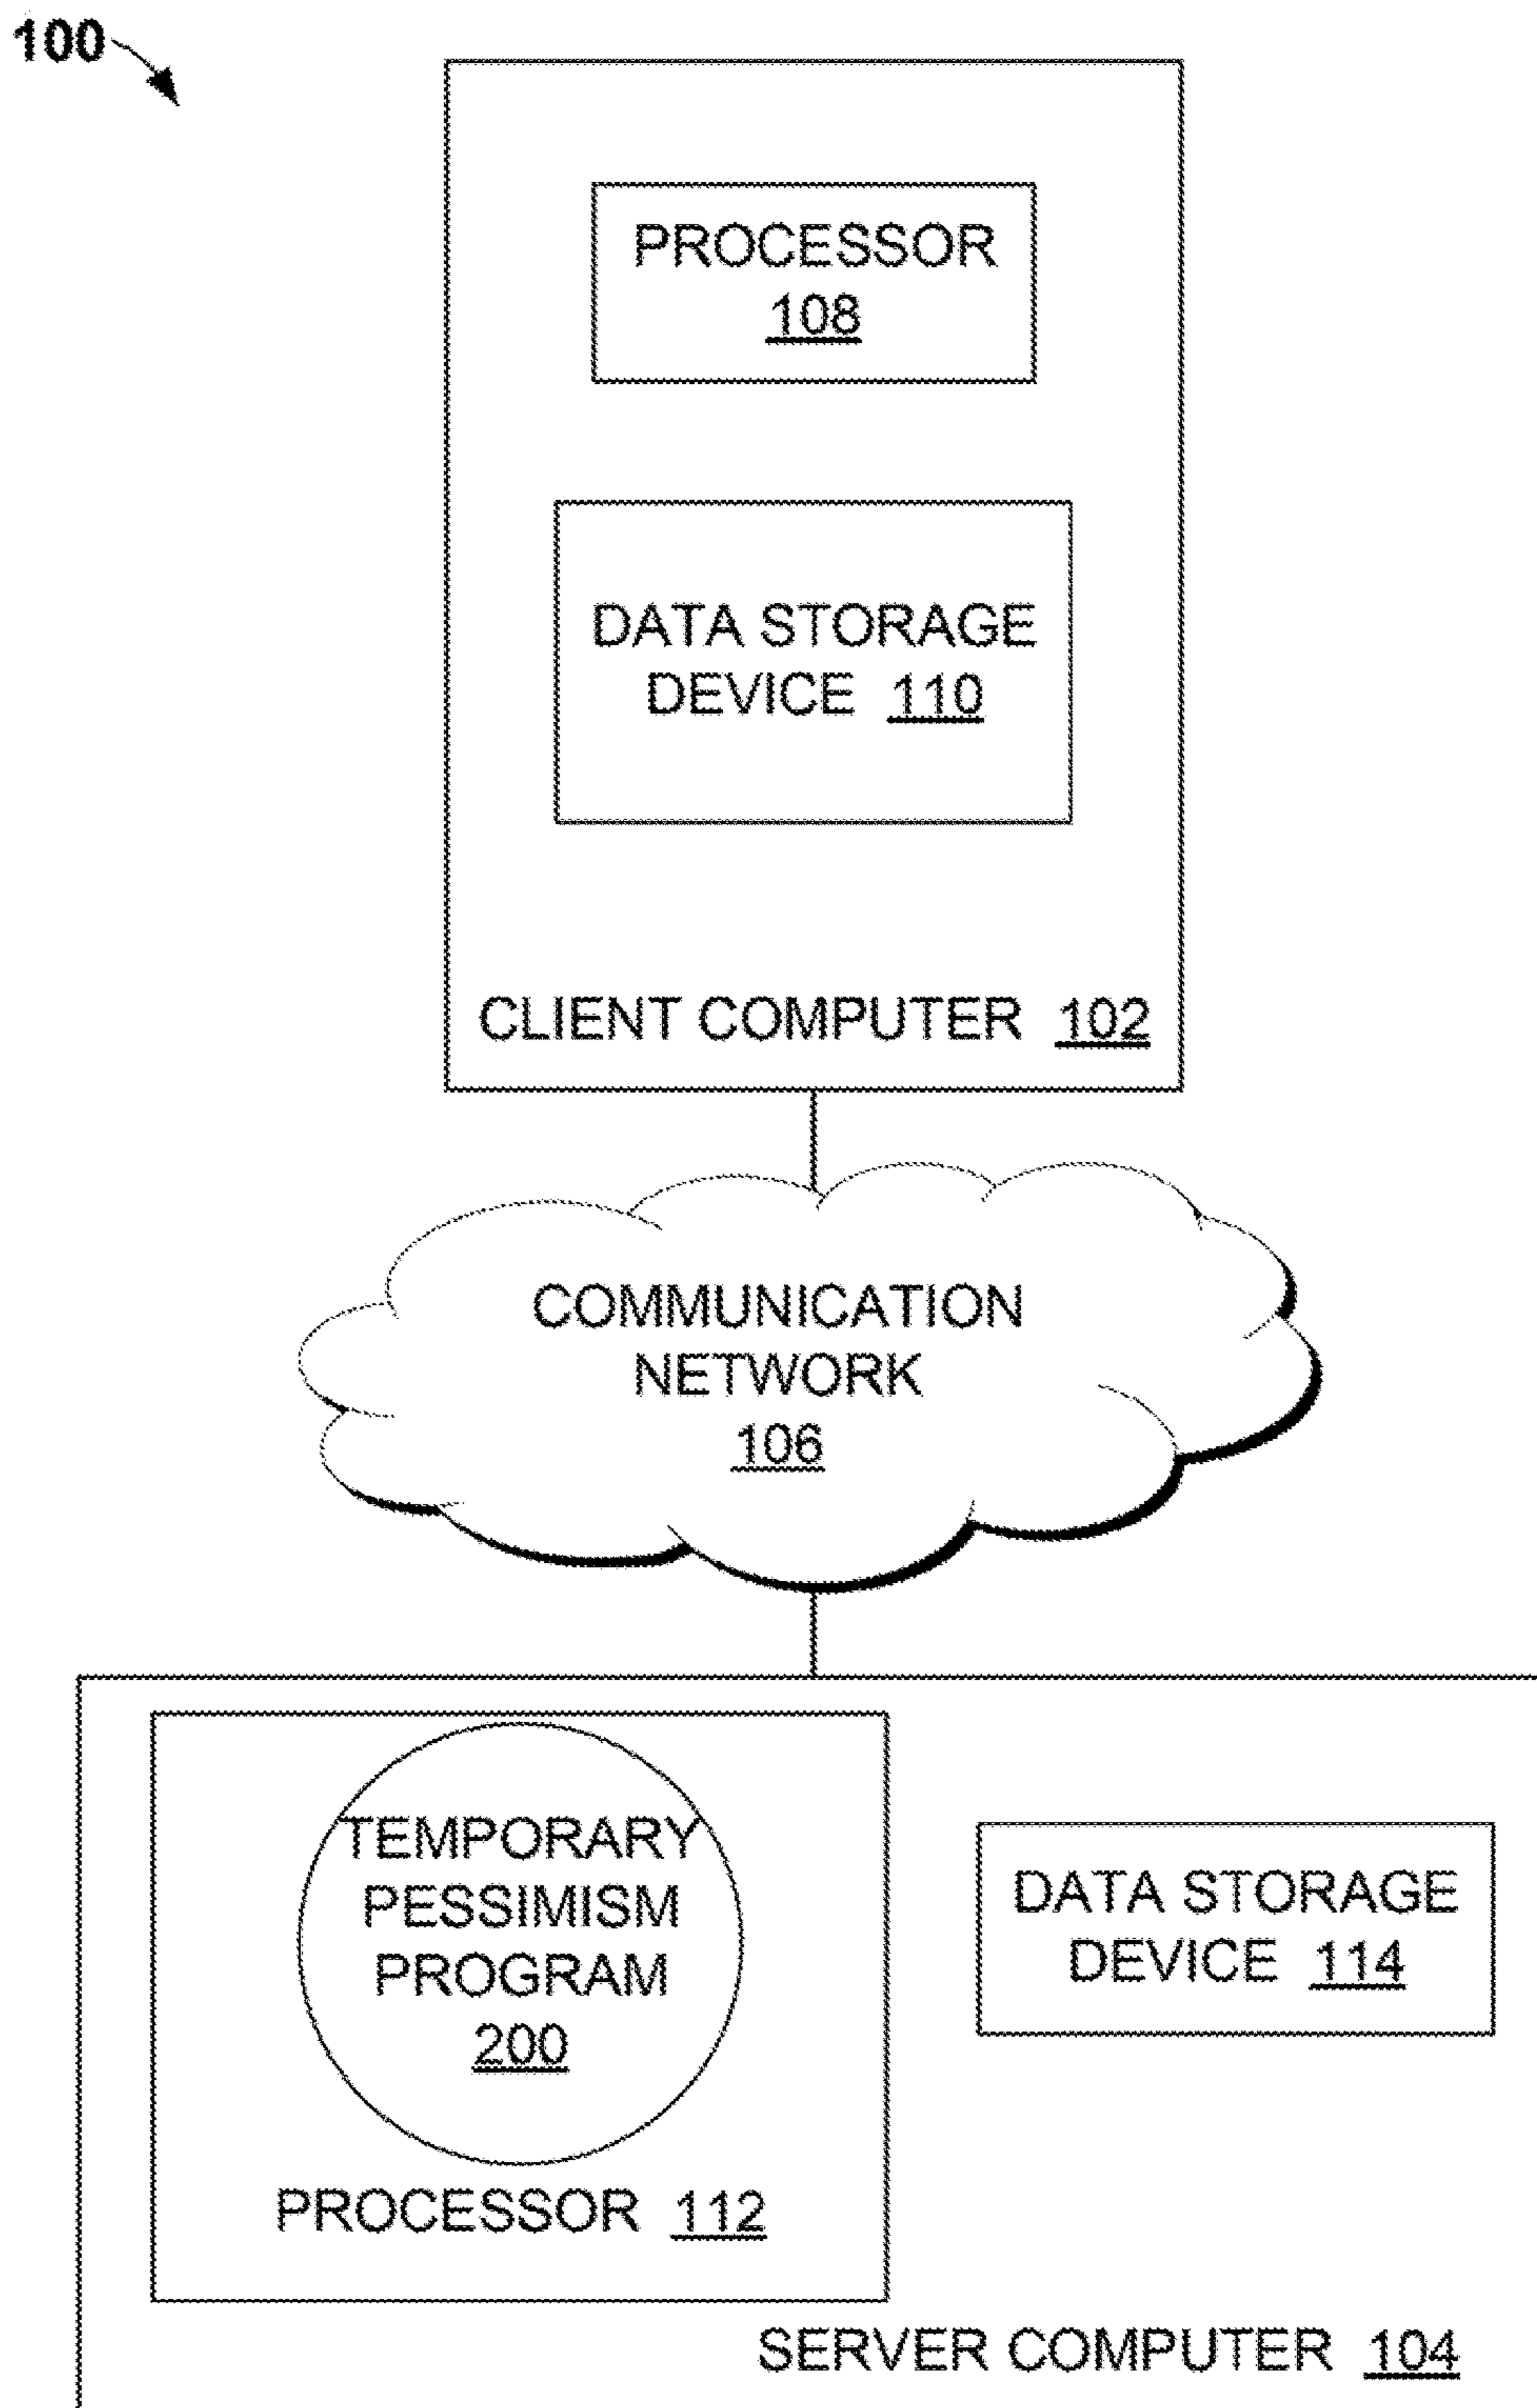 100
PROCESSOR
108
DATA STORAGE
DEVICE 110
CLIENT COMPUTER 102
COMMUNICATION
NETWORK
106
TEMPORARY
PESSIMISM
PROGRAM
200
PROCESSOR 112
DATA STORAGE
DEVICE 114
SERVER COMPUTER 104